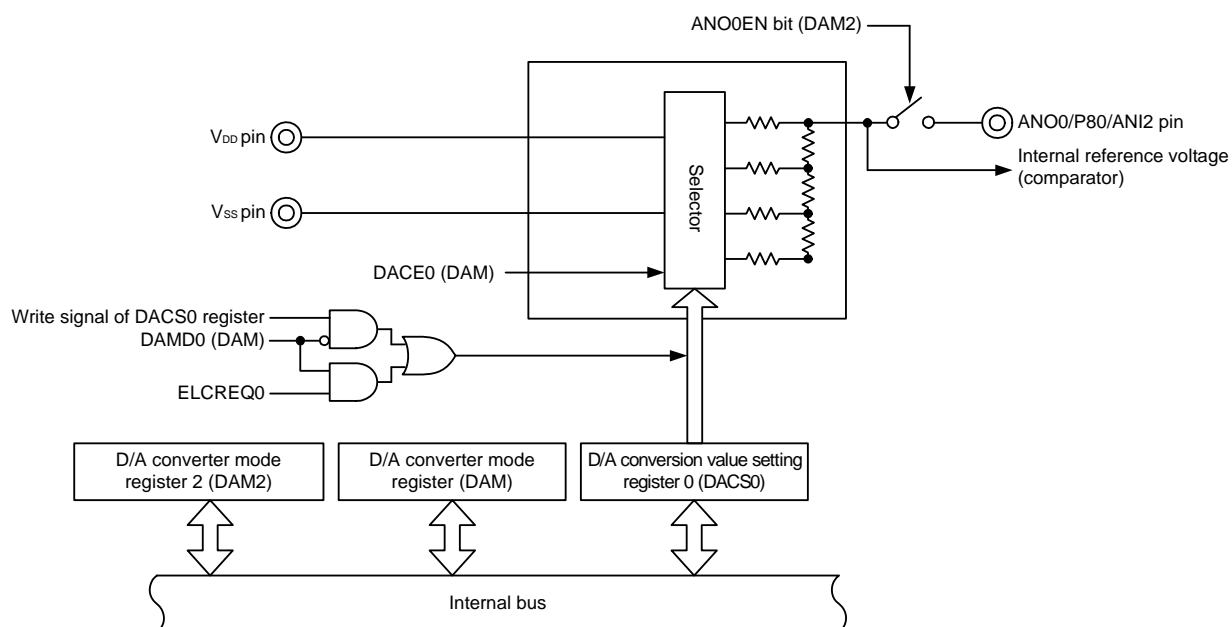 ANO0EN bit (DAM2)
VDD pin
ANO0/P80/ANI2 pin
Internal reference voltage
(comparator)
Selector
VSS pin
DACE0 (DAM)
Write signal of DACS0 register
DAMD0 (DAM)
ELCREQ0
D/A converter mode
register 2 (DAM2)
D/A converter mode
register (DAM)
D/A conversion value setting
register 0 (DACS0)
Internal bus